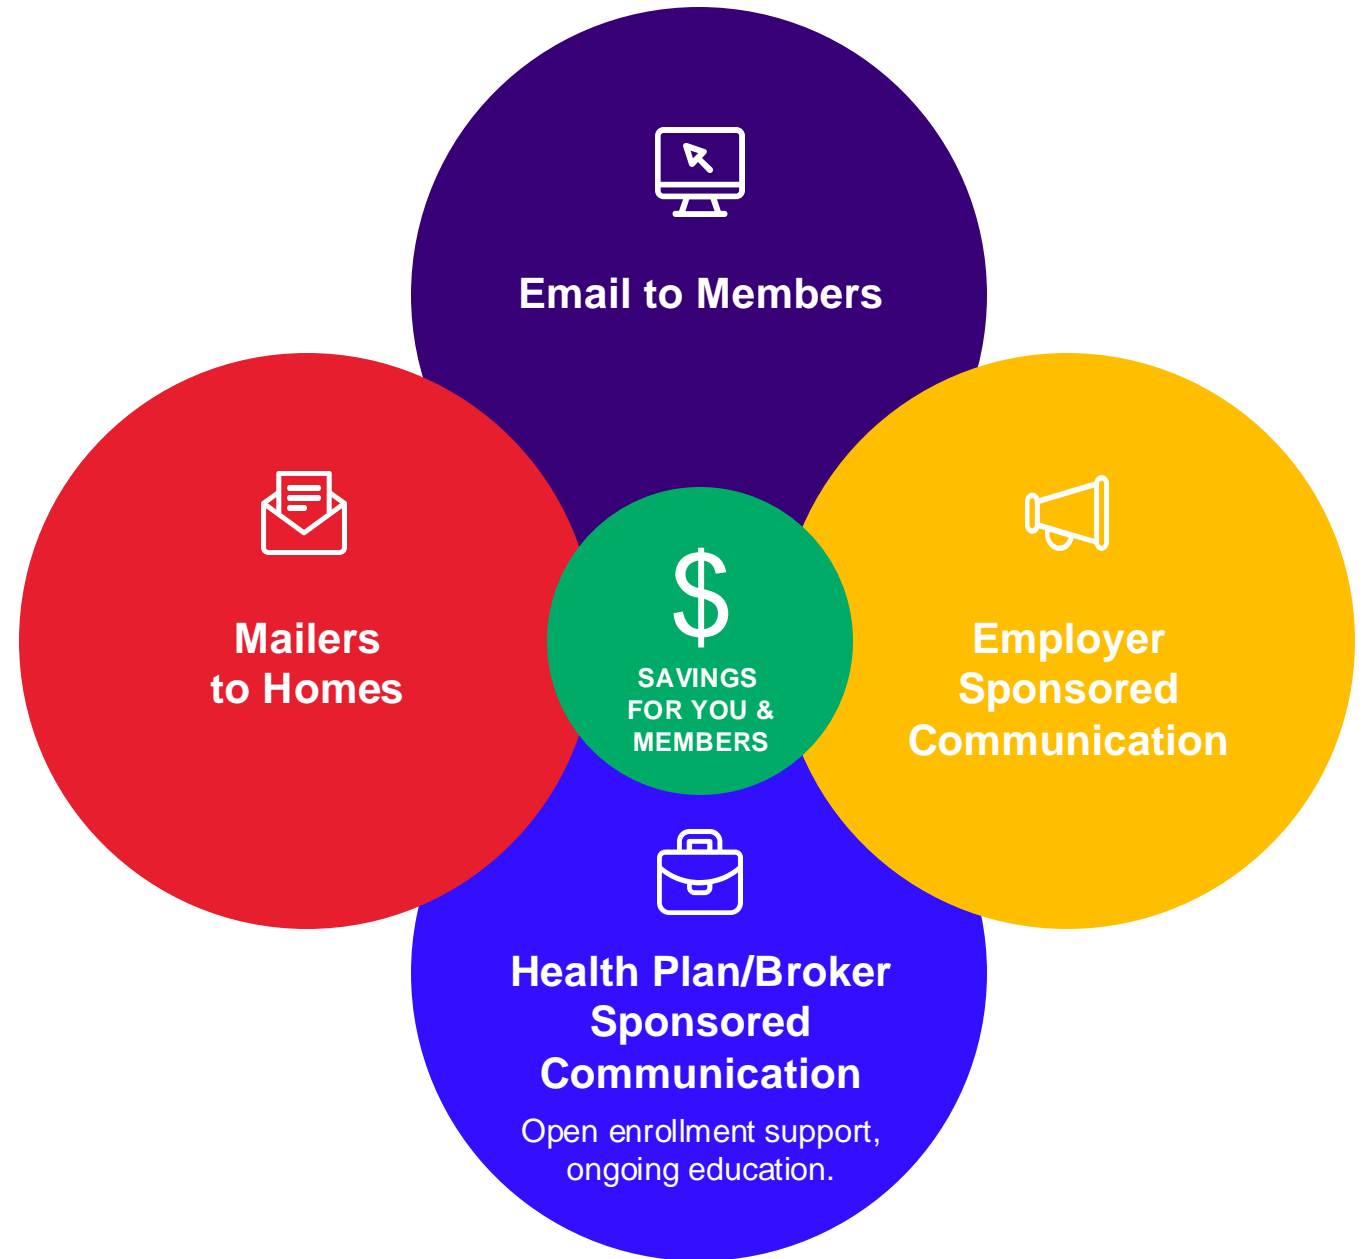 Email to Members
Mailers
to Homes
$
SAVINGS
FOR YOU &
MEMBERS
Employer
Sponsored
Communication
Health Plan/Broker
Sponsored
Communication
Open enrollment support,
ongoing education.